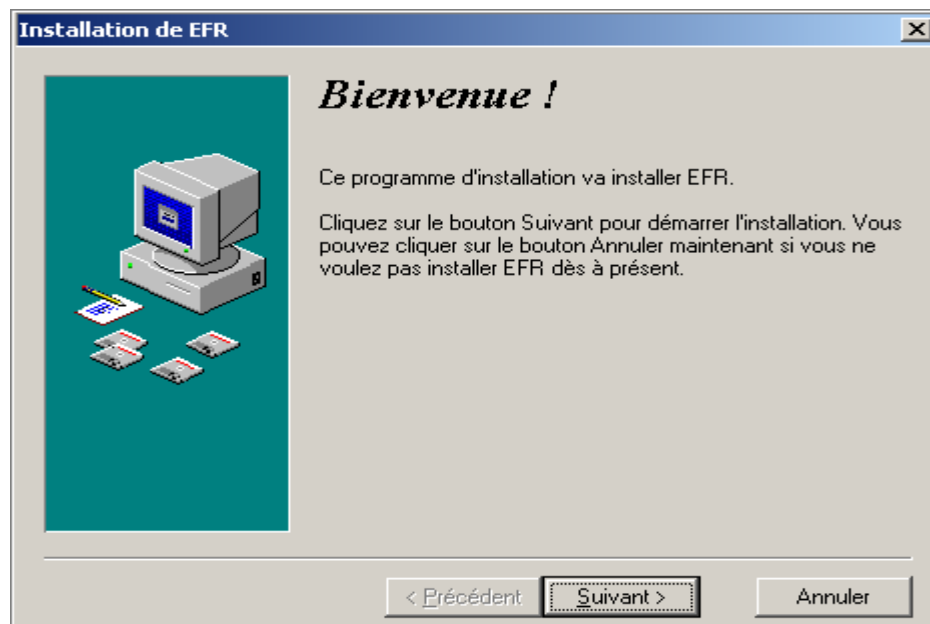 Installation de EFR
Bienvenue !
Ce programme d'installation va installer EFR.
Cliquez sur le bouton Suivant pour démarrer l'installation. Vous
pouvez cliquer sur le bouton Annuler maintenant si vous ne
voulez pas installer EFR dès à présent.
< Précédent
Suivant >
Annuler